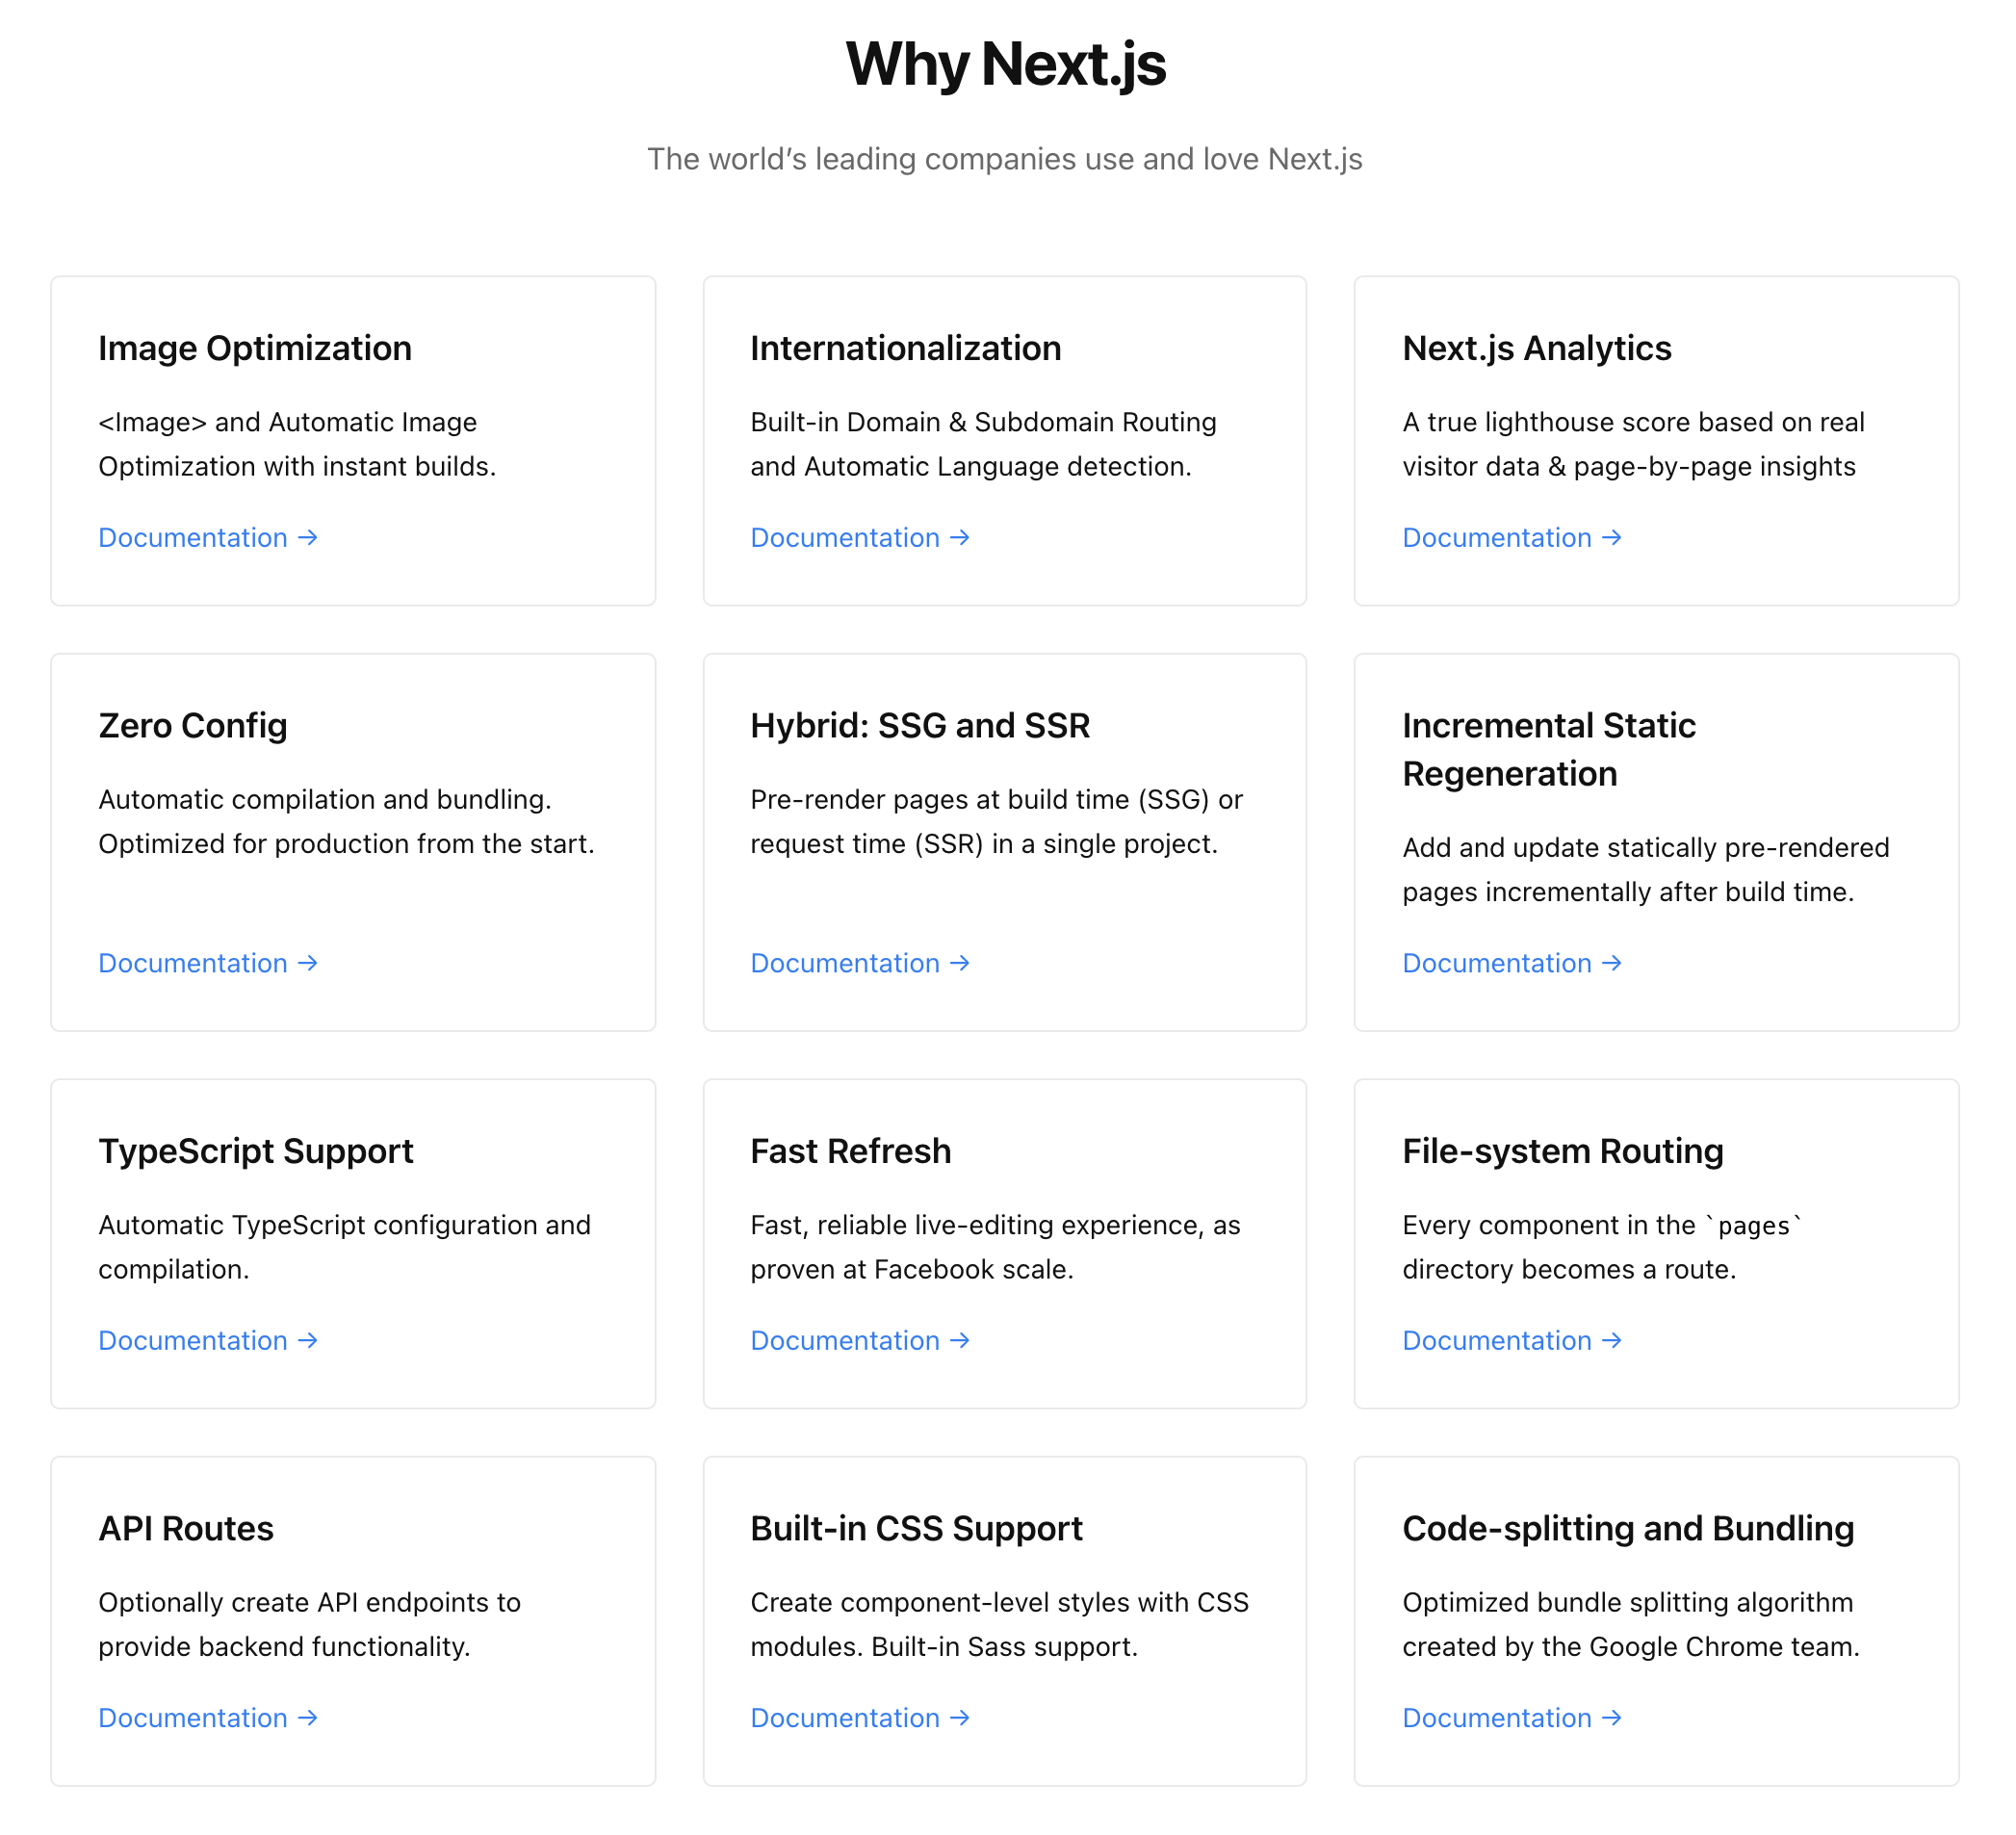 Why Next.js
The world’s leading companies use and love Next.js
Image Optimization
<Image> and Automatic Image
Optimization with instant builds.
Documentation →
Internationalization
Built-in Domain & Subdomain Routing
and Automatic Language detection.
Documentation →
Next.js Analytics
A true lighthouse score based on real
visitor data & page-by-page insights
Documentation →
Zero Config
Automatic compilation and bundling.
Optimized for production from the start.
Documentation →
Hybrid: SSG and SSR
Pre-render pages at build time (SSG) or
request time (SSR) in a single project.
Documentation →
Incremental Static
Regeneration
Add and update statically pre-rendered
pages incrementally after build time.
Documentation →
TypeScript Support
Automatic TypeScript configuration and
compilation.
Documentation →
Fast Refresh
Fast, reliable live-editing experience, as
proven at Facebook scale.
Documentation →
File-system Routing
Every component in the `pages`
directory becomes a route.
Documentation →
API Routes
Optionally create API endpoints to
provide backend functionality.
Documentation →
Built-in CSS Support
Create component-level styles with CSS
modules. Built-in Sass support.
Documentation →
Code-splitting and Bundling
Optimized bundle splitting algorithm
created by the Google Chrome team.
Documentation →